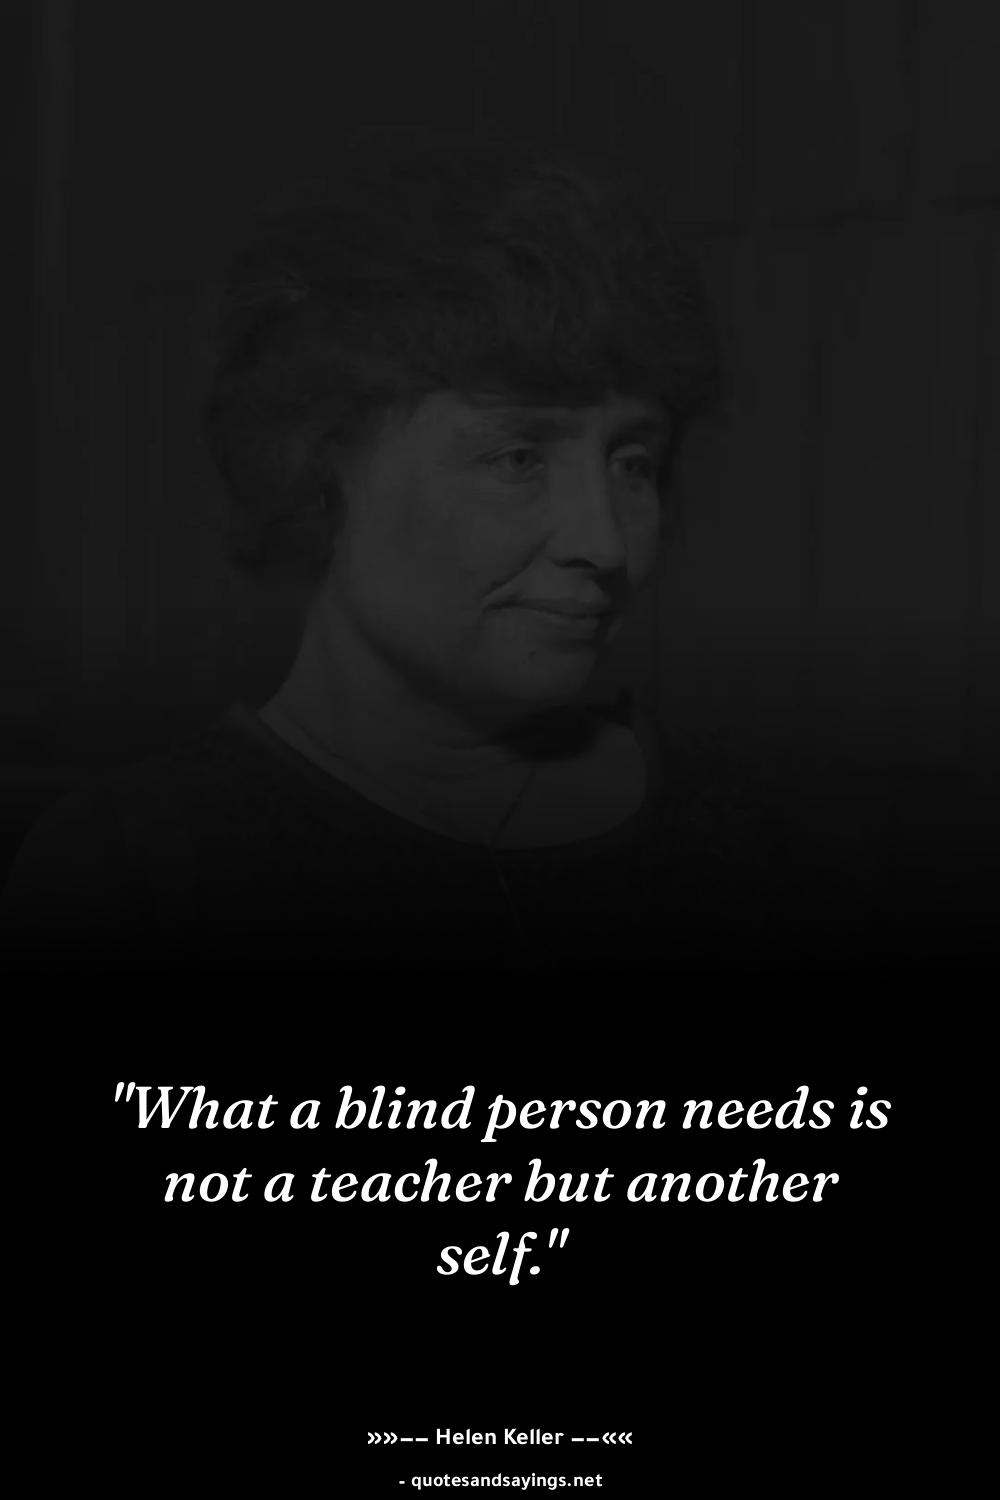 "What a blind person needs is
not a teacher but another
self."
»»–– Helen Keller ––««
- quotesandsayings.net